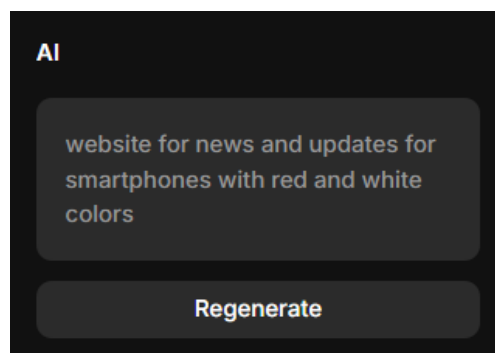 AI
website for news and updates for
smartphones with red and white
colors
Regenerate